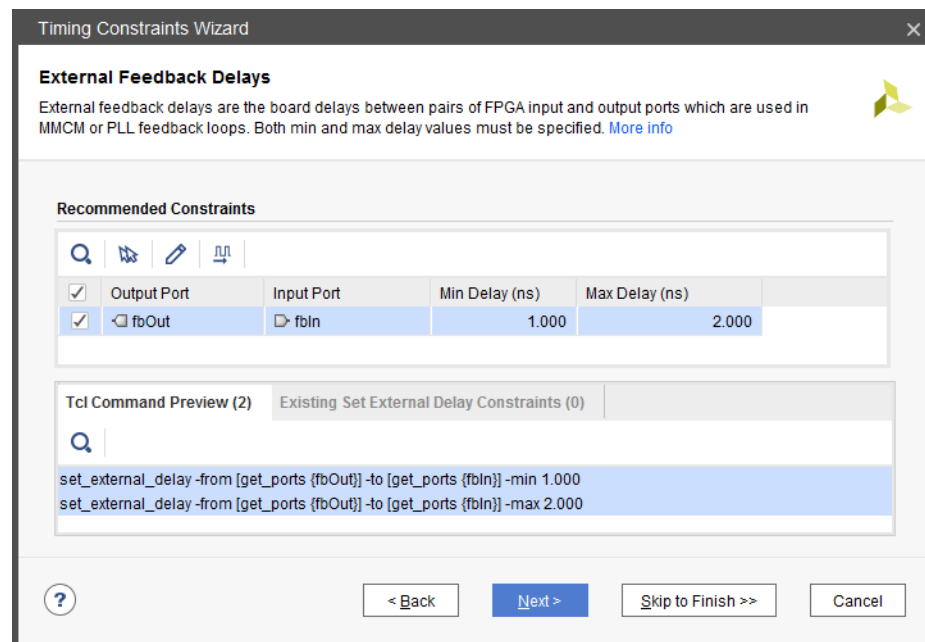 Timing Constraints Wizard
External Feedback Delays
External feedback delays are the board delays between pairs of FPGA input and output ports which are used in
MMCM or PLL feedback loops. Both min and max delay values must be specified. More info
Recommended Constraints
Output Port Input Port Min Delay (ns) Max Delay (ns)
fbOut fbIn 1.000 2.000
Tcl Command Preview (2) Existing Set External Delay Constraints (0)
set_external_delay -from [get_ports {fbOut}] -to [get_ports {fbIn}] -min 1.000
set_external_delay -from [get_ports {fbOut}] -to [get_ports {fbIn}] -max 2.000
? < Back Next > Skip to Finish >> Cancel